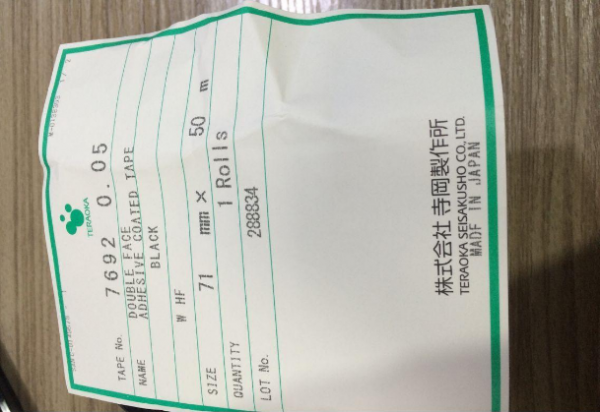 TERAOKA
TAPE No. 7692 0.05
NAME DOUBLE FACE
ADHESIVE COATED TAPE
BLACK
W HF
SIZE 71 mm × 50 m
QUANTITY 1 Rolls
LOT No. 288834
株式会社 寺岡製作所
TERAOKA SEISAKUSHO CO.,LTD.
MADE IN JAPAN